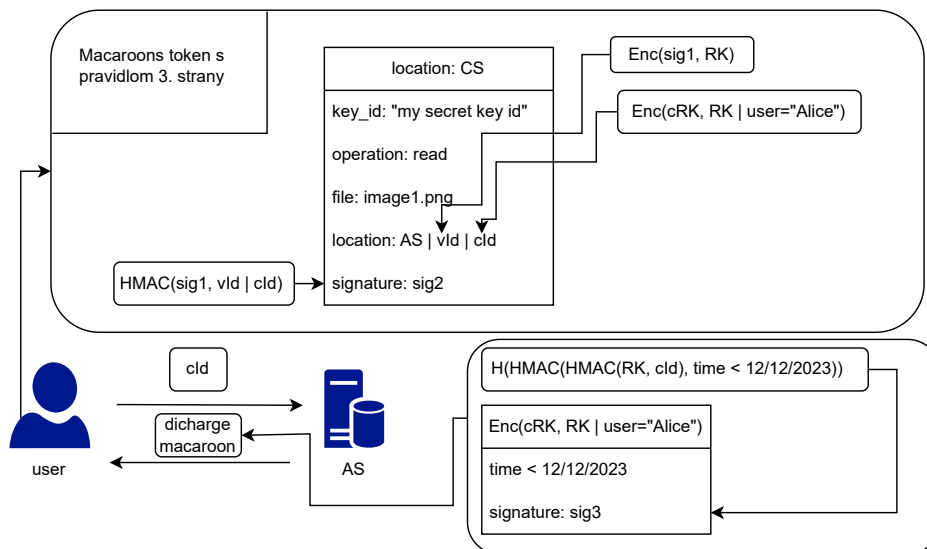 Macaroons token s
pravidlom 3. strany
location: CS
key_id: "my secret key id"
operation: read
file: image1.png
location: AS | vId | cId
signature: sig2
Enc(sig1, RK)
Enc(cRK, RK | user="Alice")
HMAC(sig1, vId | cId)
cId
dicharge
macaroon
user
AS
H(HMAC(HMAC(RK, cId), time < 12/12/2023))
Enc(cRK, RK | user="Alice")
time < 12/12/2023
signature: sig3